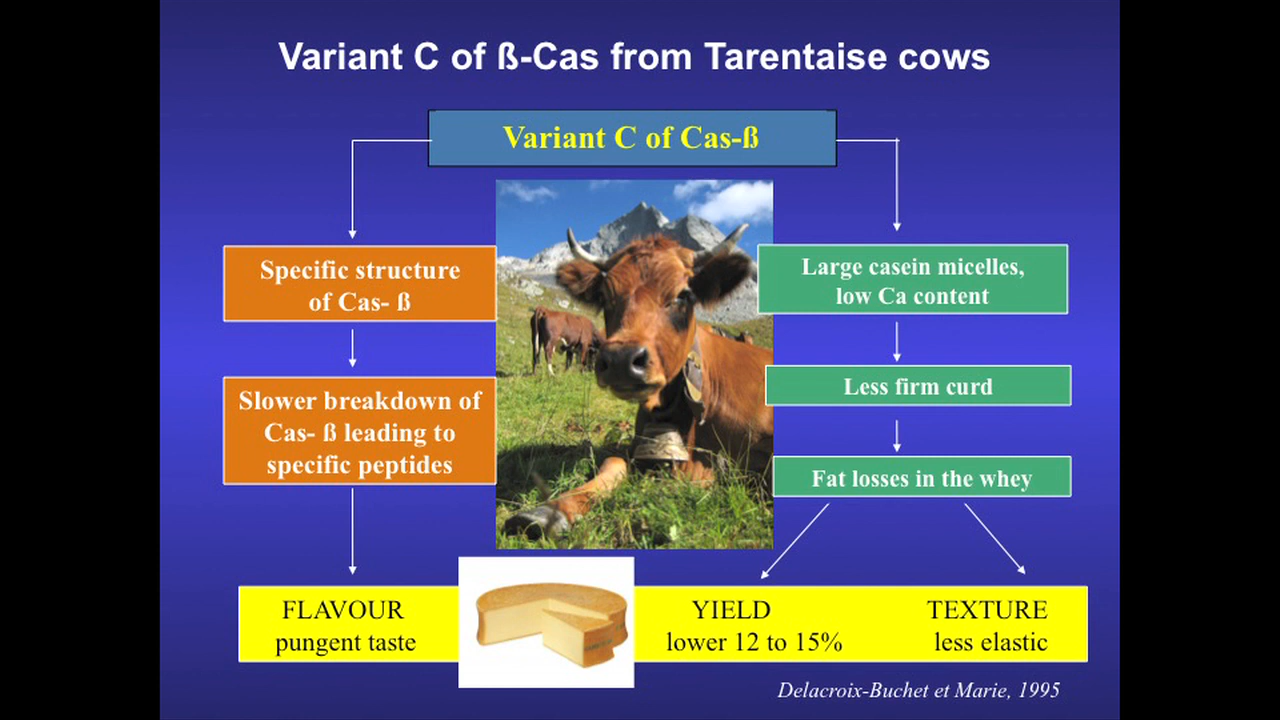 Variant C of ß-Cas from Tarentaise cows
Variant C of Cas-ß
Specific structure
of Cas- ß
Slower breakdown of
Cas- ß leading to
specific peptides
Large casein micelles,
low Ca content
Less firm curd
Fat losses in the whey
FLAVOUR
pungent taste
YIELD
lower 12 to 15%
TEXTURE
less elastic
Delacroix-Buchet et Marie, 1995